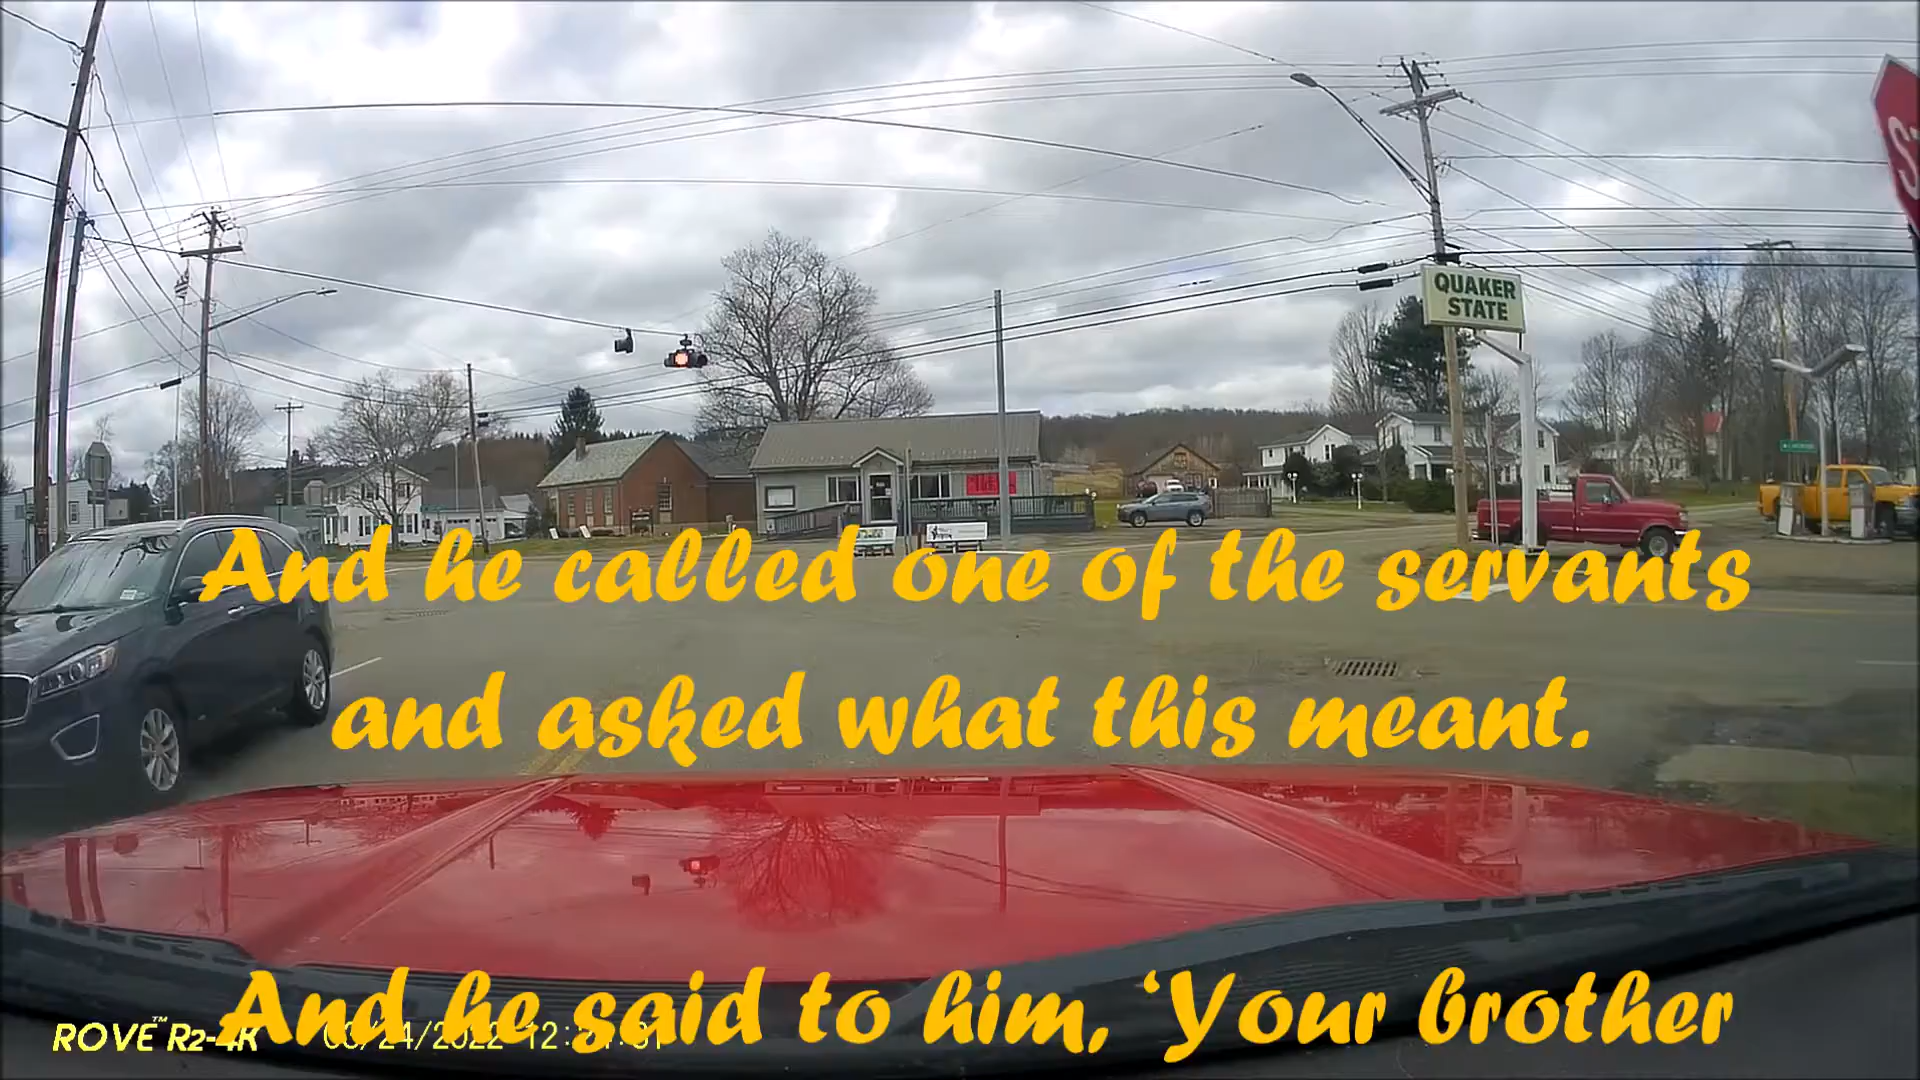 QUAKER
STATE
And he called one of the servants
and asked what this meant.
And he said to him, ‘Your brother
ROVE™ R2-4K